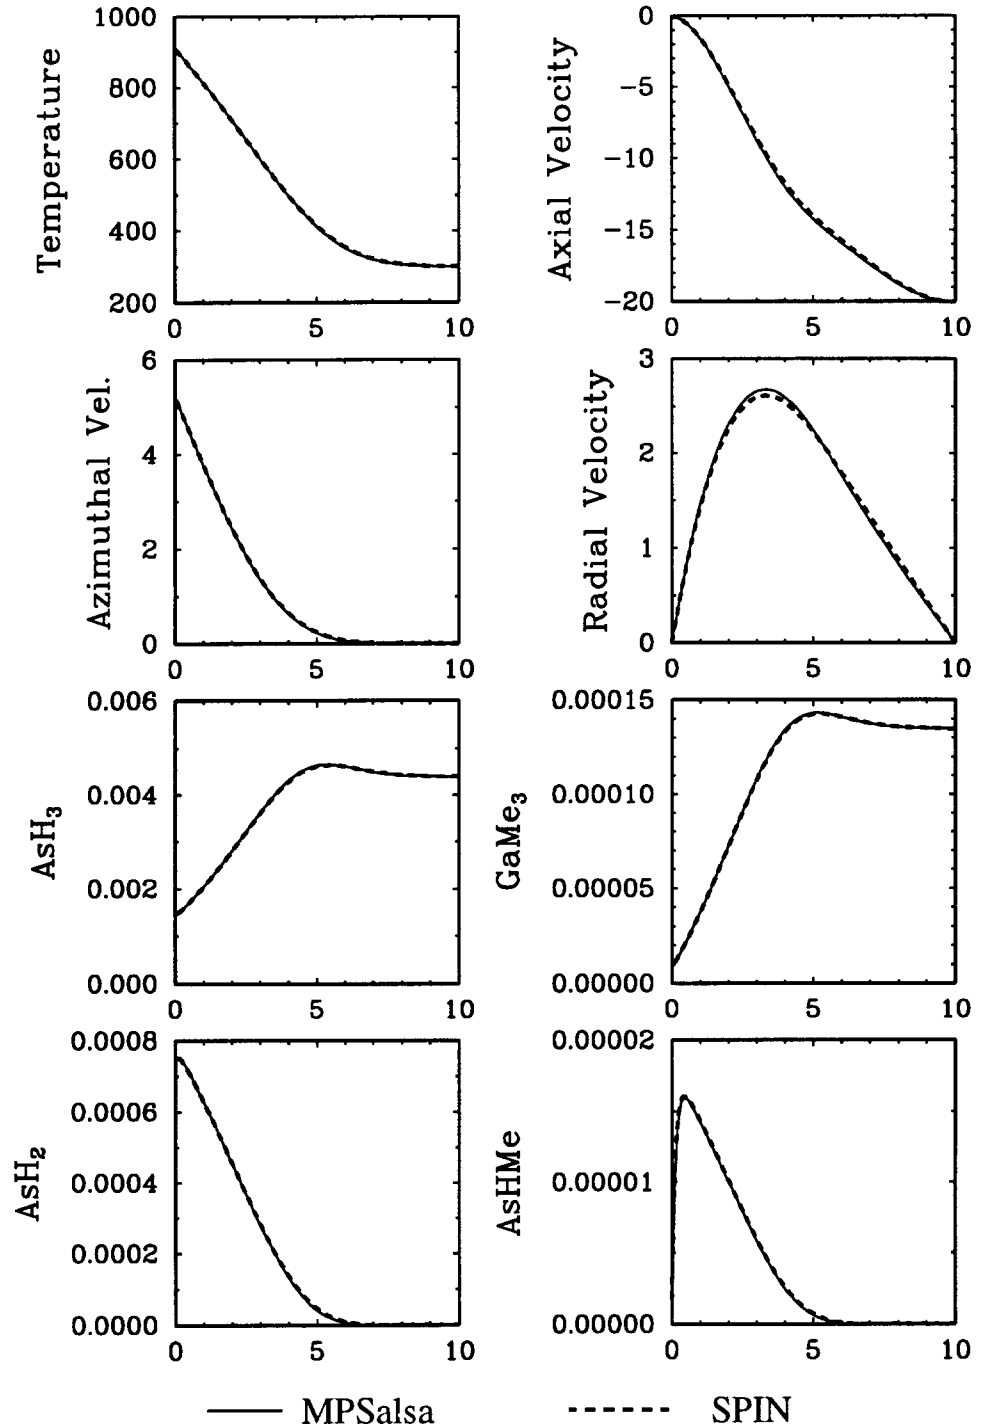 Temperature
1000
800
600
400
200
0 5 10
Axial Velocity
0
−5
−10
−15
−20
0 5 10
Azimuthal Vel.
6
4
2
0
0 5 10
Radial Velocity
3
2
1
0
0 5 10
AsH₃
0.006
0.004
0.002
0.000
0 5 10
GaMe₃
0.00015
0.00010
0.00005
0.00000
0 5 10
AsH₂
0.0008
0.0006
0.0004
0.0002
0.0000
0 5 10
AsHMe
0.00002
0.00001
0.00000
0 5 10
MPSalsa SPIN